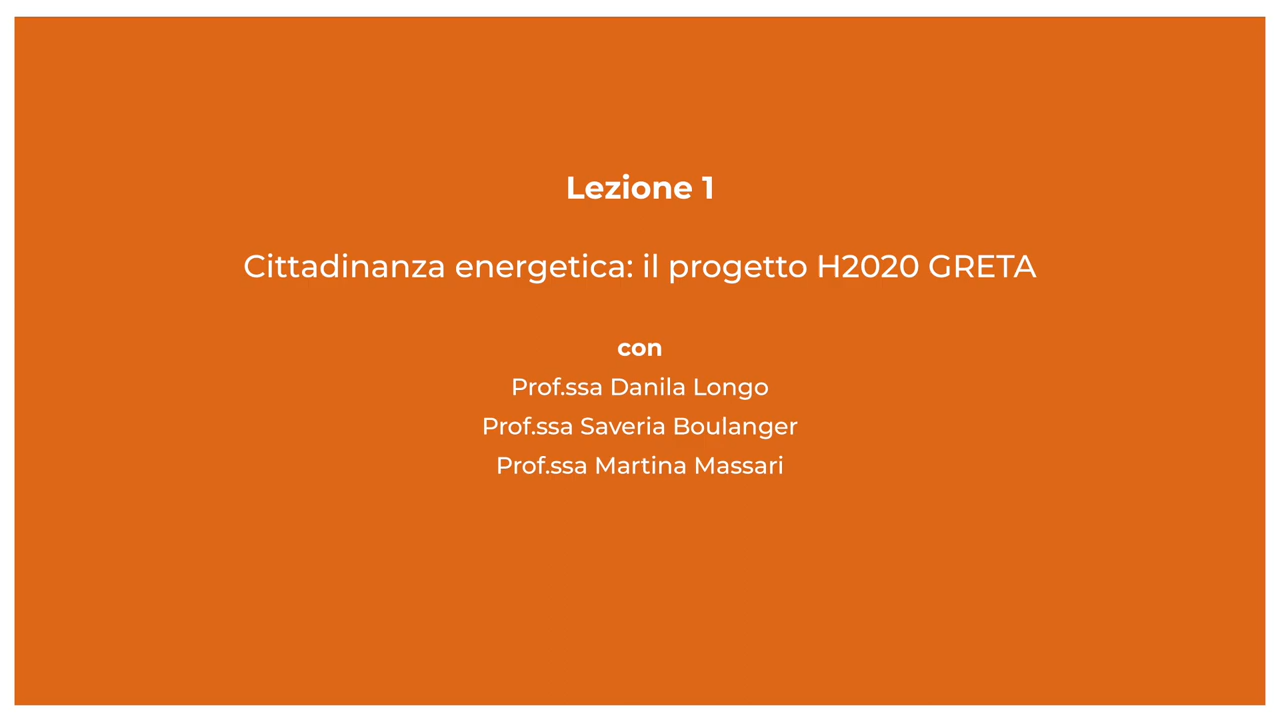 Lezione 1
Cittadinanza energetica: il progetto H2020 GRETA
con
Prof.ssa Danila Longo
Prof.ssa Saveria Boulanger
Prof.ssa Martina Massari